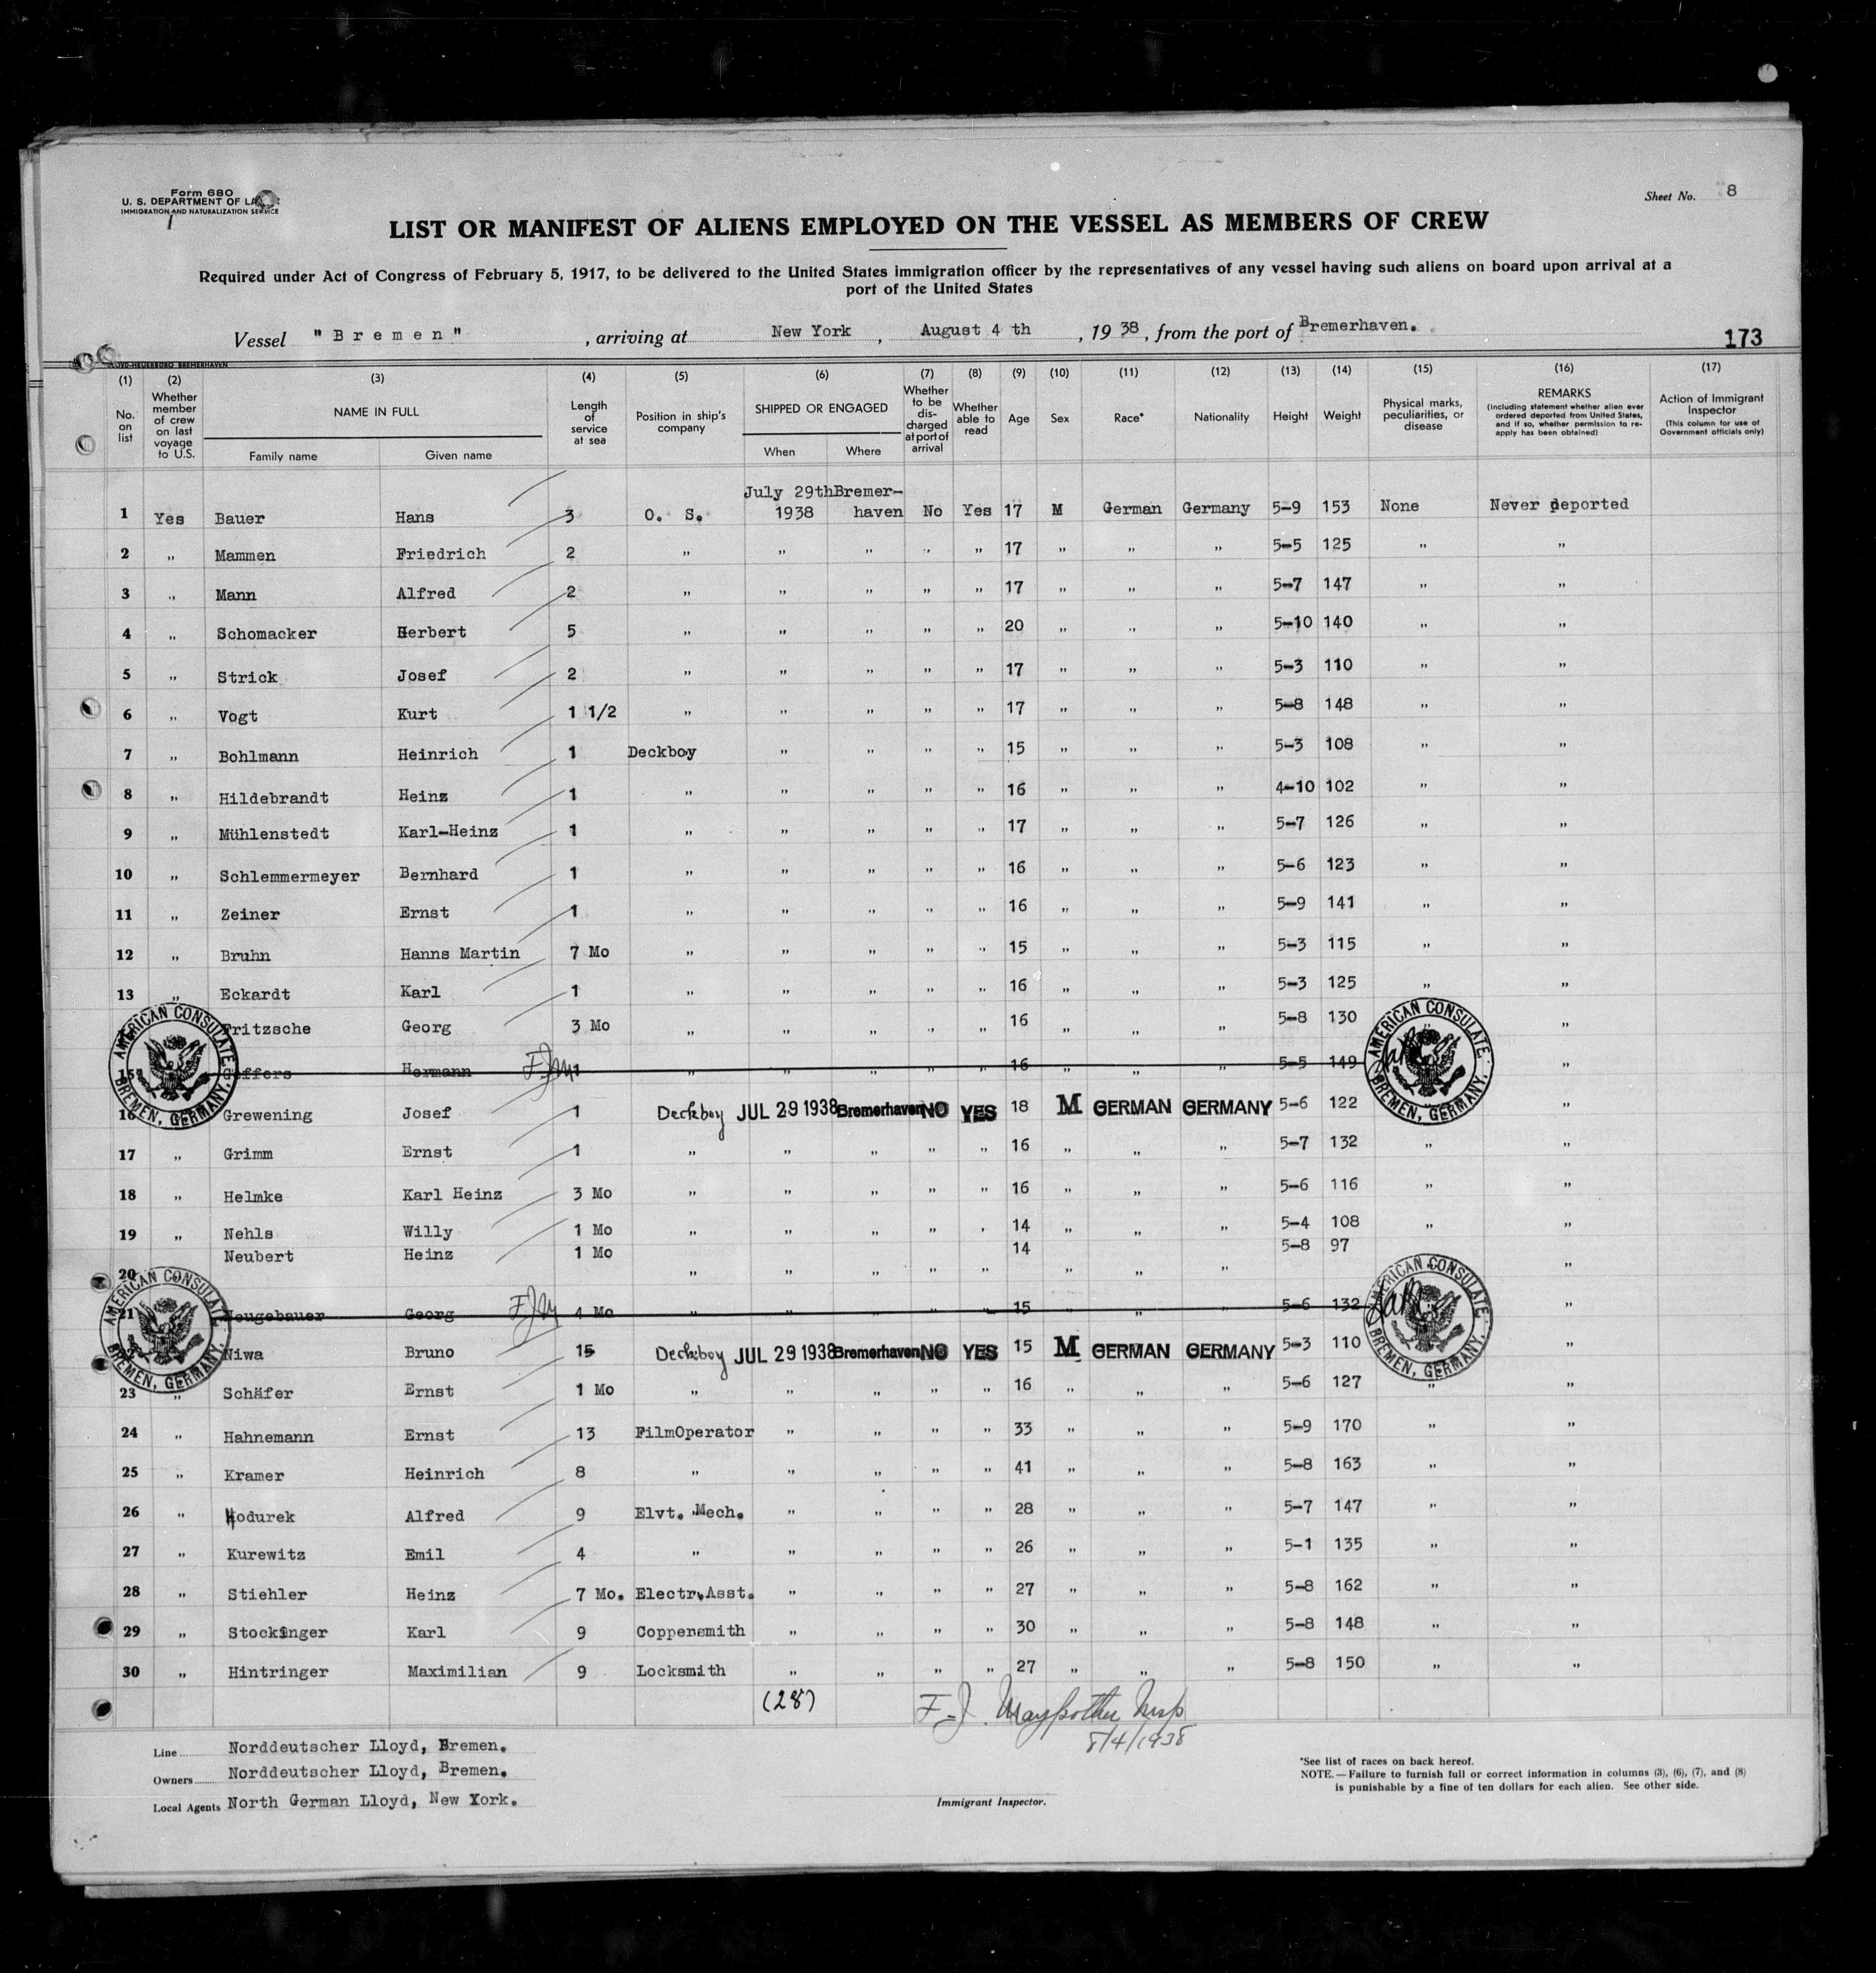 Form 680
U. S. DEPARTMENT OF LABOR
IMMIGRATION AND NATURALIZATION SERVICE
Sheet No. 8
LIST OR MANIFEST OF ALIENS EMPLOYED ON THE VESSEL AS MEMBERS OF CREW
Required under Act of Congress of February 5, 1917, to be delivered to the United States immigration officer by the representatives of any vessel having such aliens on board upon arrival at a
port of the United States
Vessel "Bremen", arriving at New York, August 4 th, 1938, from the port of Bremerhaven.
173
(1) (2) (3) (4) (5) (6) (7) (8) (9) (10) (11) (12) (13) (14) (15) (16) (17)
No. on list
Whether member of crew on last voyage to U.S.
NAME IN FULL
Family name Given name
Length of service at sea
Position in ship's company
SHIPPED OR ENGAGED
When Where
Whether to be discharged at port of arrival
Whether able to read
Age Sex Race* Nationality Height Weight
Physical marks, peculiarities, or disease
REMARKS
(Including statement whether alien ever ordered deported from United States, and if so, whether permission to reapply has been obtained)
Action of Immigrant Inspector
(This column for use of Government officials only)
1 Yes Bauer Hans 3 O. S. July 29th 1938 Bremerhaven No Yes 17 M German Germany 5-9 153 None Never deported
2 " Mammen Friedrich 2 " " " " " 17 " " " 5-5 125 " "
3 " Mann Alfred 2 " " " " " 17 " " " 5-7 147 " "
4 " Schomacker Herbert 5 " " " " " 20 " " " 5-10 140 " "
5 " Strick Josef 2 " " " " " 17 " " " 5-3 110 " "
6 " Vogt Kurt 1 1/2 " " " " " 17 " " " 5-8 148 " "
7 " Bohlmann Heinrich 1 Deckboy " " " " 15 " " " 5-3 108 " "
8 " Hildebrandt Heinz 1 " " " " " 16 " " " 4-10 102 " "
9 " Mühlenstedt Karl-Heinz 1 " " " " " 17 " " " 5-7 126 " "
10 " Schlemmermeyer Bernhard 1 " " " " " 16 " " " 5-6 123 " "
11 " Zeiner Ernst 1 " " " " " 16 " " " 5-9 141 " "
12 " Bruhn Hanns Martin 7 Mo " " " " " 15 " " " 5-3 115 " "
13 " Eckardt Karl 1 " " " " " 16 " " " 5-3 125 " "
Fritzsche Georg 3 Mo " " " " " 16 " " " 5-8 130 " "
15 Geffers Hermann 1 " " " " " 16 " " " 5-5 149 "
16 Grewening Josef 1 Deckboy JUL 29 1938 Bremerhaven NO YES 18 M GERMAN GERMANY 5-6 122 "
17 " Grimm Ernst 1 " " " " " 16 " " " 5-7 132 " "
18 " Helmke Karl Heinz 3 Mo " " " " " 16 " " " 5-6 116 " "
19 " Nehls Willy 1 Mo " " " " " 14 " " " 5-4 108 " "
20 Neubert Heinz 1 Mo " " " " " 14 " " " 5-8 97 "
21 Neugebauer Georg 4 Mo " " " " " 15 " " " 5-6 132 "
22 Niwa Bruno 15 Deckboy JUL 29 1938 Bremerhaven NO YES 15 M GERMAN GERMANY 5-3 110 "
23 " Schäfer Ernst 1 Mo " " " " " 16 " " " 5-6 127 " "
24 " Hahnemann Ernst 13 FilmOperator " " " " 33 " " " 5-9 170 " "
25 " Kramer Heinrich 8 " " " " " 41 " " " 5-8 163 " "
26 " Hodurek Alfred 9 Elvt. Mech. " " " " 28 " " " 5-7 147 " "
27 " Kurewitz Emil 4 " " " " " 26 " " " 5-1 135 " "
28 " Stiehler Heinz 7 Mo. Electr.Asst. " " " " 27 " " " 5-8 162 " "
29 " Stockinger Karl 9 Coppersmith " " " " 30 " " " 5-8 148 " "
30 " Hintringer Maximilian 9 Locksmith " " " " 27 " " " 5-8 150 " "
AMERICAN CONSULATE BREMEN, GERMANY.
AMERICAN CONSULATE BREMEN, GERMANY.
AMERICAN CONSULATE BREMEN, GERMANY.
AMERICAN CONSULATE BREMEN, GERMANY.
(28)
F. J. Insp
8/4/1938
Line Norddeutscher Lloyd, Bremen.
Owners Norddeutscher Lloyd, Bremen.
Local Agents North German Lloyd, New York.
Immigrant Inspector.
*See list of races on back hereof.
NOTE.—Failure to furnish full or correct information in columns (3), (6), (7), and (8)
is punishable by a fine of ten dollars for each alien. See other side.